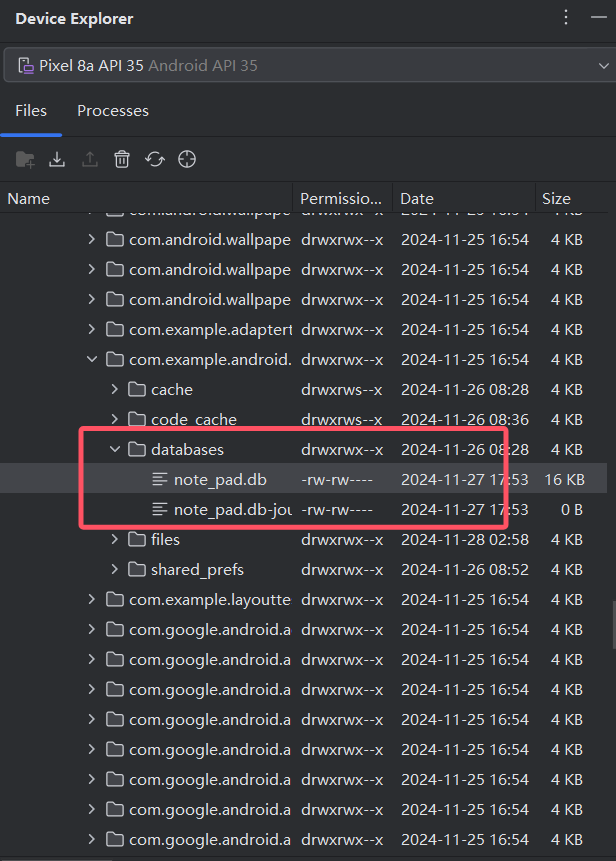 Device Explorer
Pixel 8a API 35 Android API 35
Files Processes
Name Permissio... Date Size
com.android.wallpape drwxrwx--x 2024-11-25 16:54 4 KB
com.android.wallpape drwxrwx--x 2024-11-25 16:54 4 KB
com.android.wallpape drwxrwx--x 2024-11-25 16:54 4 KB
com.android.wallpape drwxrwx--x 2024-11-25 16:54 4 KB
com.example.adaptert drwxrwx--x 2024-11-25 16:54 4 KB
com.example.android. drwxrwx--x 2024-11-25 16:54 4 KB
cache drwxrws--x 2024-11-26 08:28 4 KB
code_cache drwxrws--x 2024-11-26 08:36 4 KB
databases drwxrwx--x 2024-11-26 08:28 4 KB
note_pad.db -rw-rw---- 2024-11-27 17:53 16 KB
note_pad.db-jou -rw-rw---- 2024-11-27 17:53 0 B
files drwxrwx--x 2024-11-28 02:58 4 KB
shared_prefs drwxrwx--x 2024-11-26 08:52 4 KB
com.example.layoutte drwxrwx--x 2024-11-25 16:54 4 KB
com.google.android.a drwxrwx--x 2024-11-25 16:54 4 KB
com.google.android.a drwxrwx--x 2024-11-25 16:54 4 KB
com.google.android.a drwxrwx--x 2024-11-25 16:54 4 KB
com.google.android.a drwxrwx--x 2024-11-25 16:54 4 KB
com.google.android.a drwxrwx--x 2024-11-25 16:54 4 KB
com.google.android.a drwxrwx--x 2024-11-25 16:54 4 KB
com.google.android.a drwxrwx--x 2024-11-25 16:54 4 KB
com.google.android.a drwxrwx--x 2024-11-25 16:54 4 KB